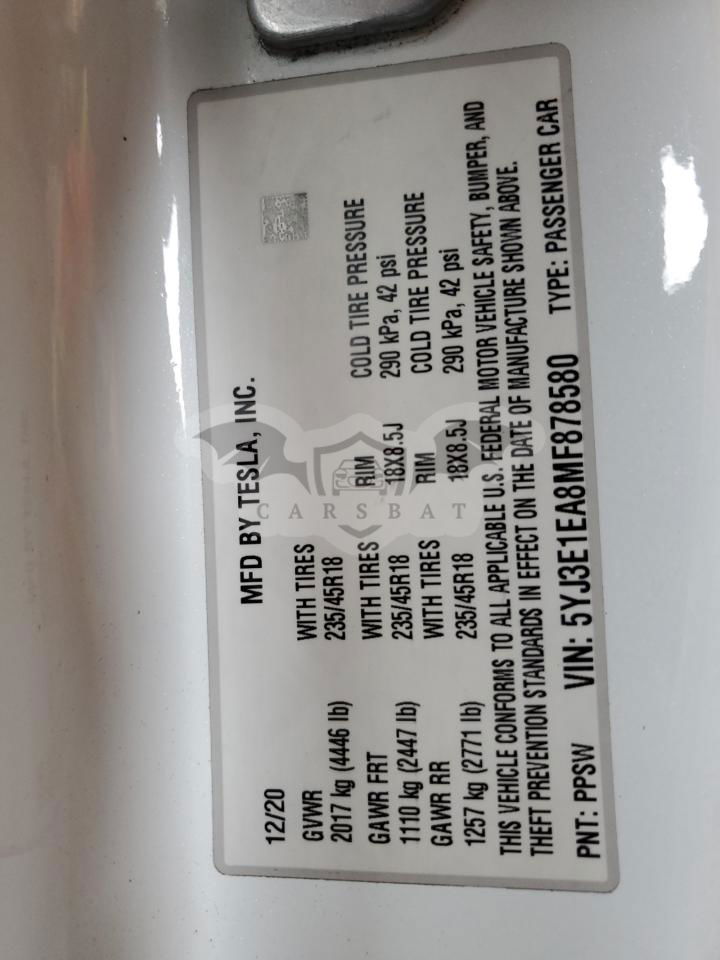 MFD BY TESLA, INC.
12/20
GVWR WITH TIRES
2017 kg (4446 lb) 235/45R18
GAWR FRT WITH TIRES RIM COLD TIRE PRESSURE
1110 kg (2447 lb) 235/45R18 18X8.5J 290 kPa, 42 psi
GAWR RR WITH TIRES RIM COLD TIRE PRESSURE
1257 kg (2771 lb) 235/45R18 18X8.5J 290 kPa, 42 psi
THIS VEHICLE CONFORMS TO ALL APPLICABLE U.S. FEDERAL MOTOR VEHICLE SAFETY, BUMPER, AND
THEFT PREVENTION STANDARDS IN EFFECT ON THE DATE OF MANUFACTURE SHOWN ABOVE.
PNT: PPSW VIN: 5YJ3E1EA8MF878580 TYPE: PASSENGER CAR
CARSBAT